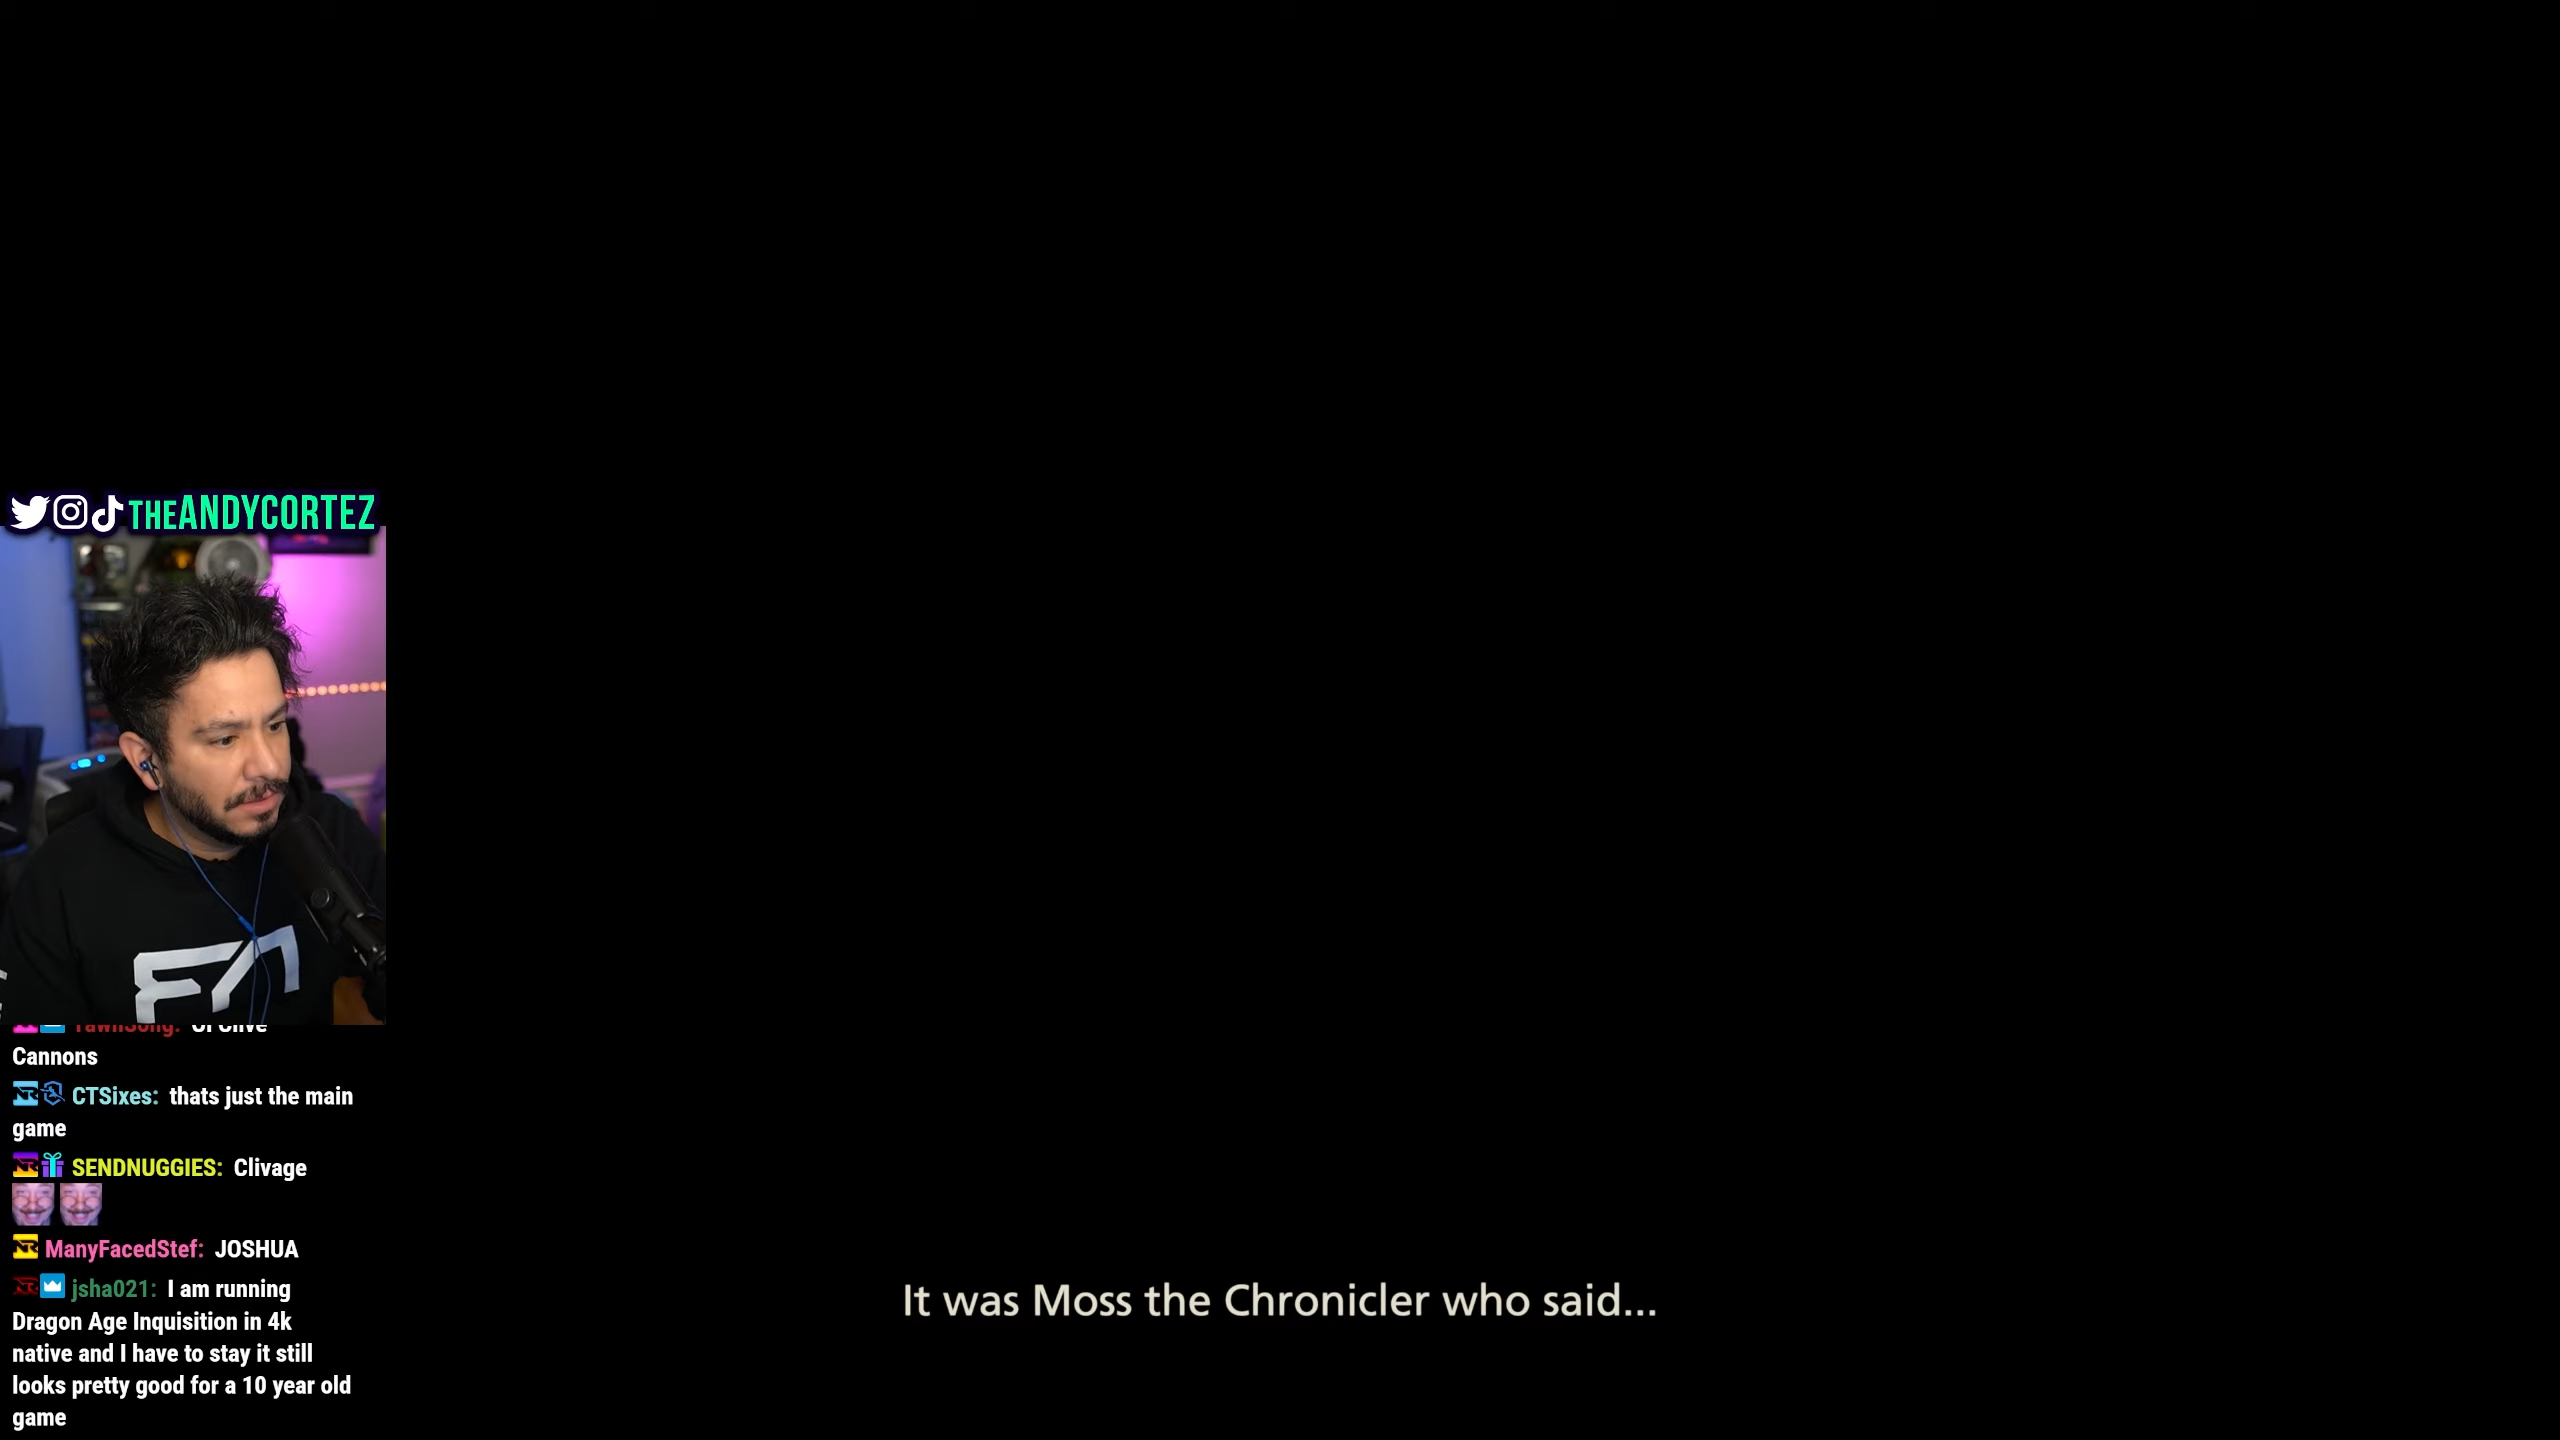 THEANDYCORTEZ
Cannons
CTSixes: thats just the main
game
SENDNUGGIES: Clivage
ManyFacedStef: JOSHUA
jsha021: I am running
Dragon Age Inquisition in 4k
native and I have to stay it still
looks pretty good for a 10 year old
game
It was Moss the Chronicler who said...